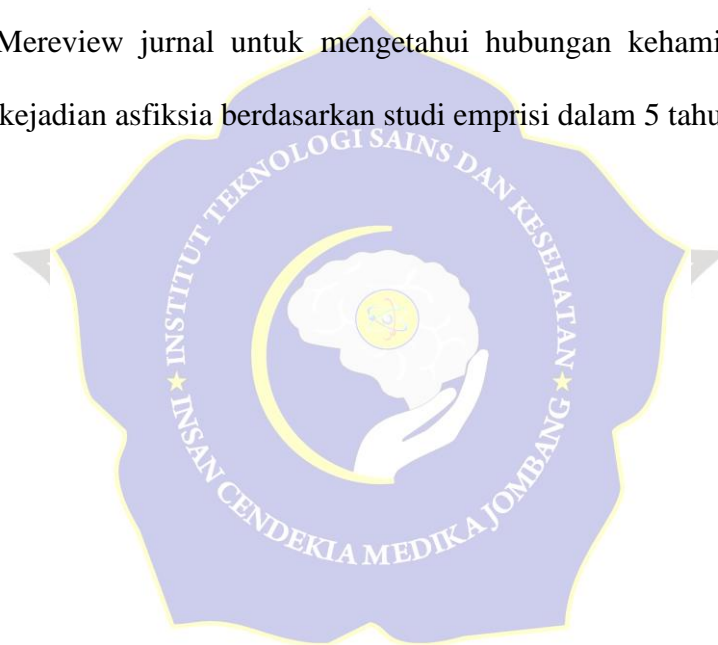 Mereview jurnal untuk mengetahui hubungan kehami
kejadian asfiksia berdasarkan studi emprisi dalam 5 tahu
INSTITUT TEKNOLOGI SAINS DAN KESEHATAN
INSAN CENDEKIA MEDIKA JOMBANG